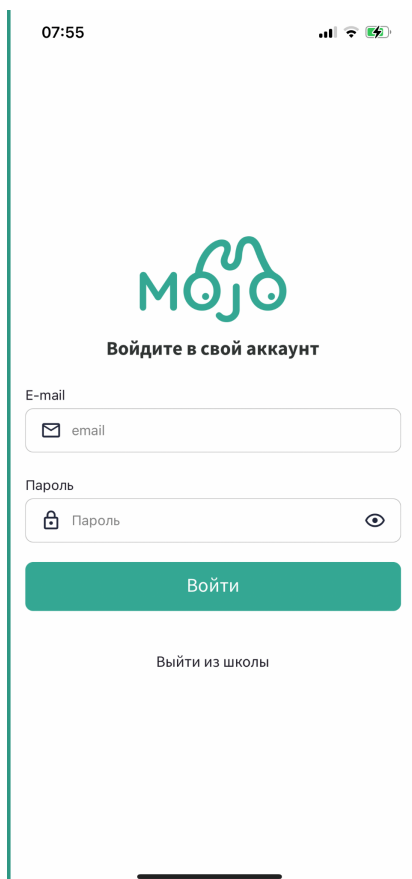 07:55
MOJO
Войдите в свой аккаунт
E-mail
email
Пароль
Пароль
Войти
Выйти из школы